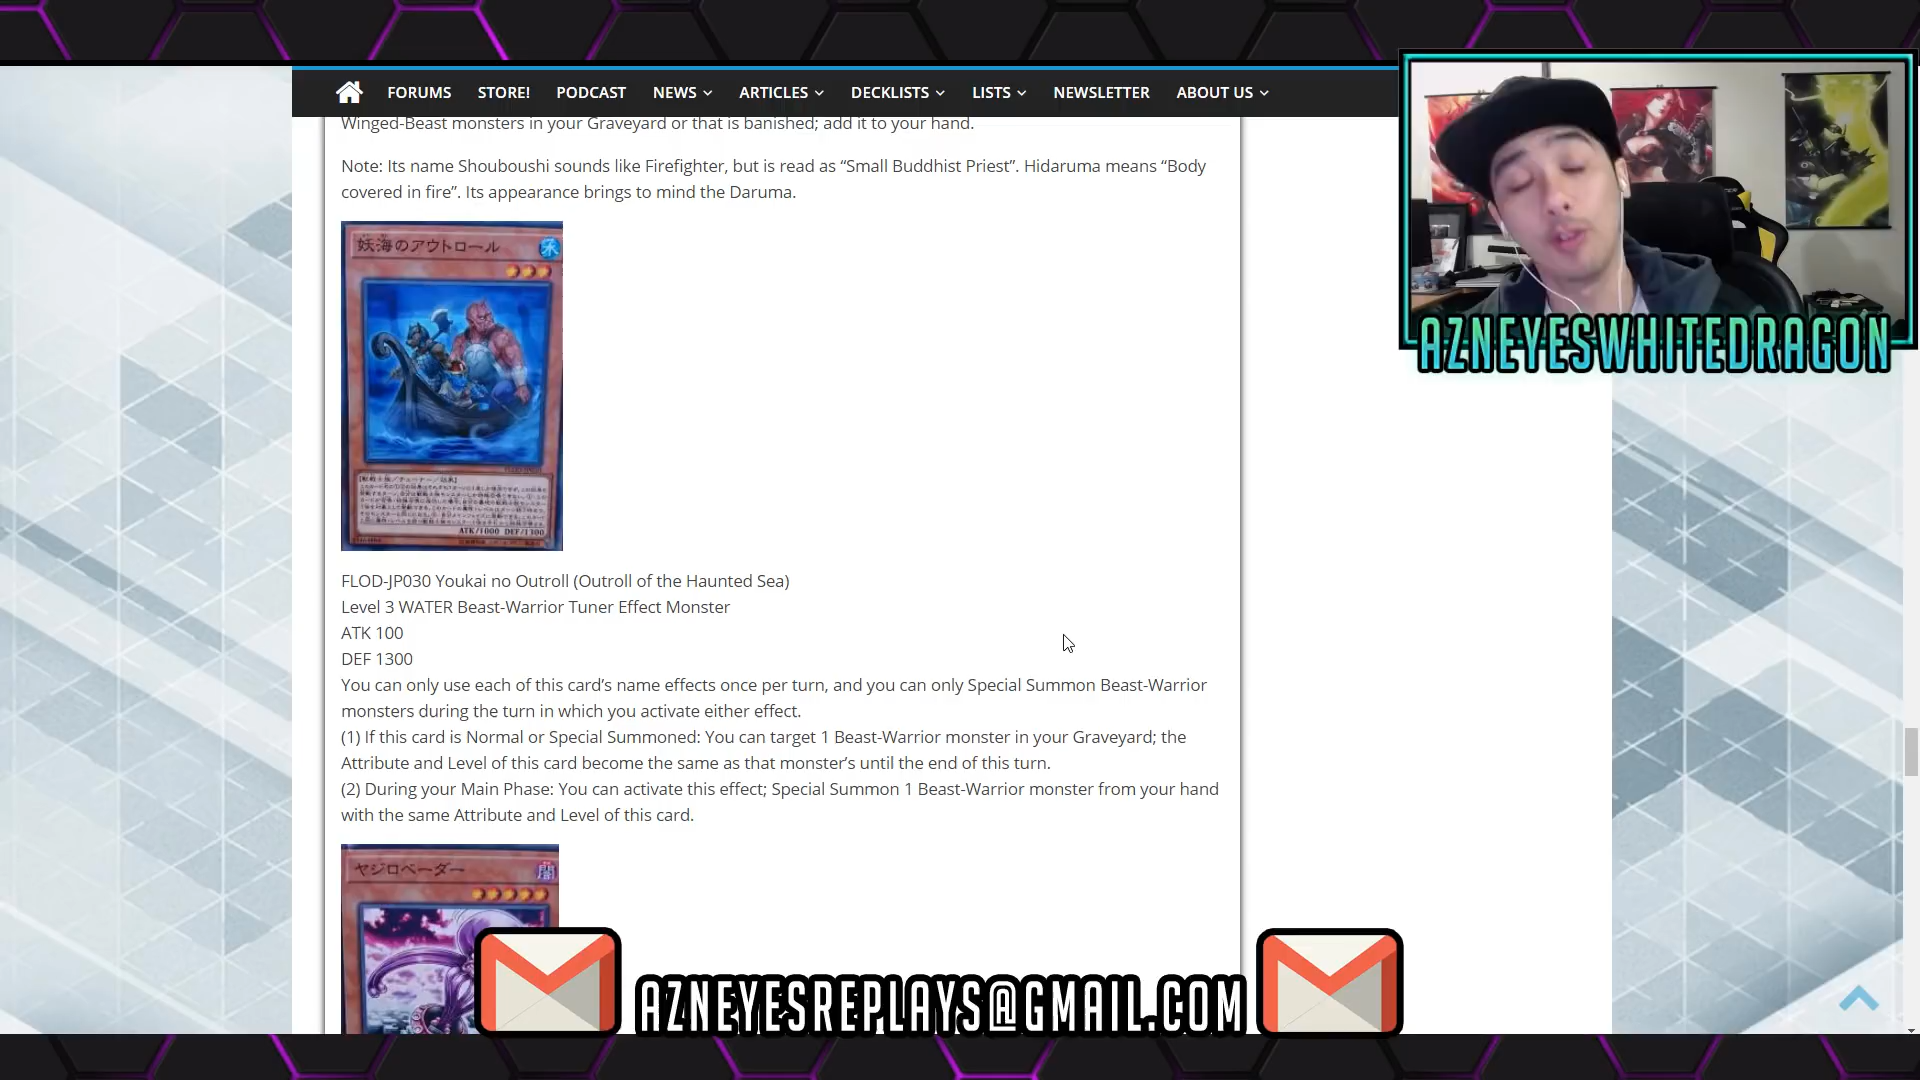 FORUMS STORE! PODCAST NEWS ARTICLES DECKLISTS LISTS NEWSLETTER ABOUT US
Winged-Beast monsters in your Graveyard or that is banished; add it to your hand.
Note: Its name Shouboushi sounds like Firefighter, but is read as “Small Buddhist Priest”. Hidaruma means “Body
covered in fire”. Its appearance brings to mind the Daruma.
AZNEYESWHITEDRAGON
妖海のアウトロール
水
ATK/1000 DEF/1300
FLOD-JP030 Youkai no Outroll (Outroll of the Haunted Sea)
Level 3 WATER Beast-Warrior Tuner Effect Monster
ATK 100
DEF 1300
You can only use each of this card’s name effects once per turn, and you can only Special Summon Beast-Warrior
monsters during the turn in which you activate either effect.
(1) If this card is Normal or Special Summoned: You can target 1 Beast-Warrior monster in your Graveyard; the
Attribute and Level of this card become the same as that monster’s until the end of this turn.
(2) During your Main Phase: You can activate this effect; Special Summon 1 Beast-Warrior monster from your hand
with the same Attribute and Level of this card.
ヤジロベーダー
闇
AZNEYESREPLAYS@GMAIL.COM